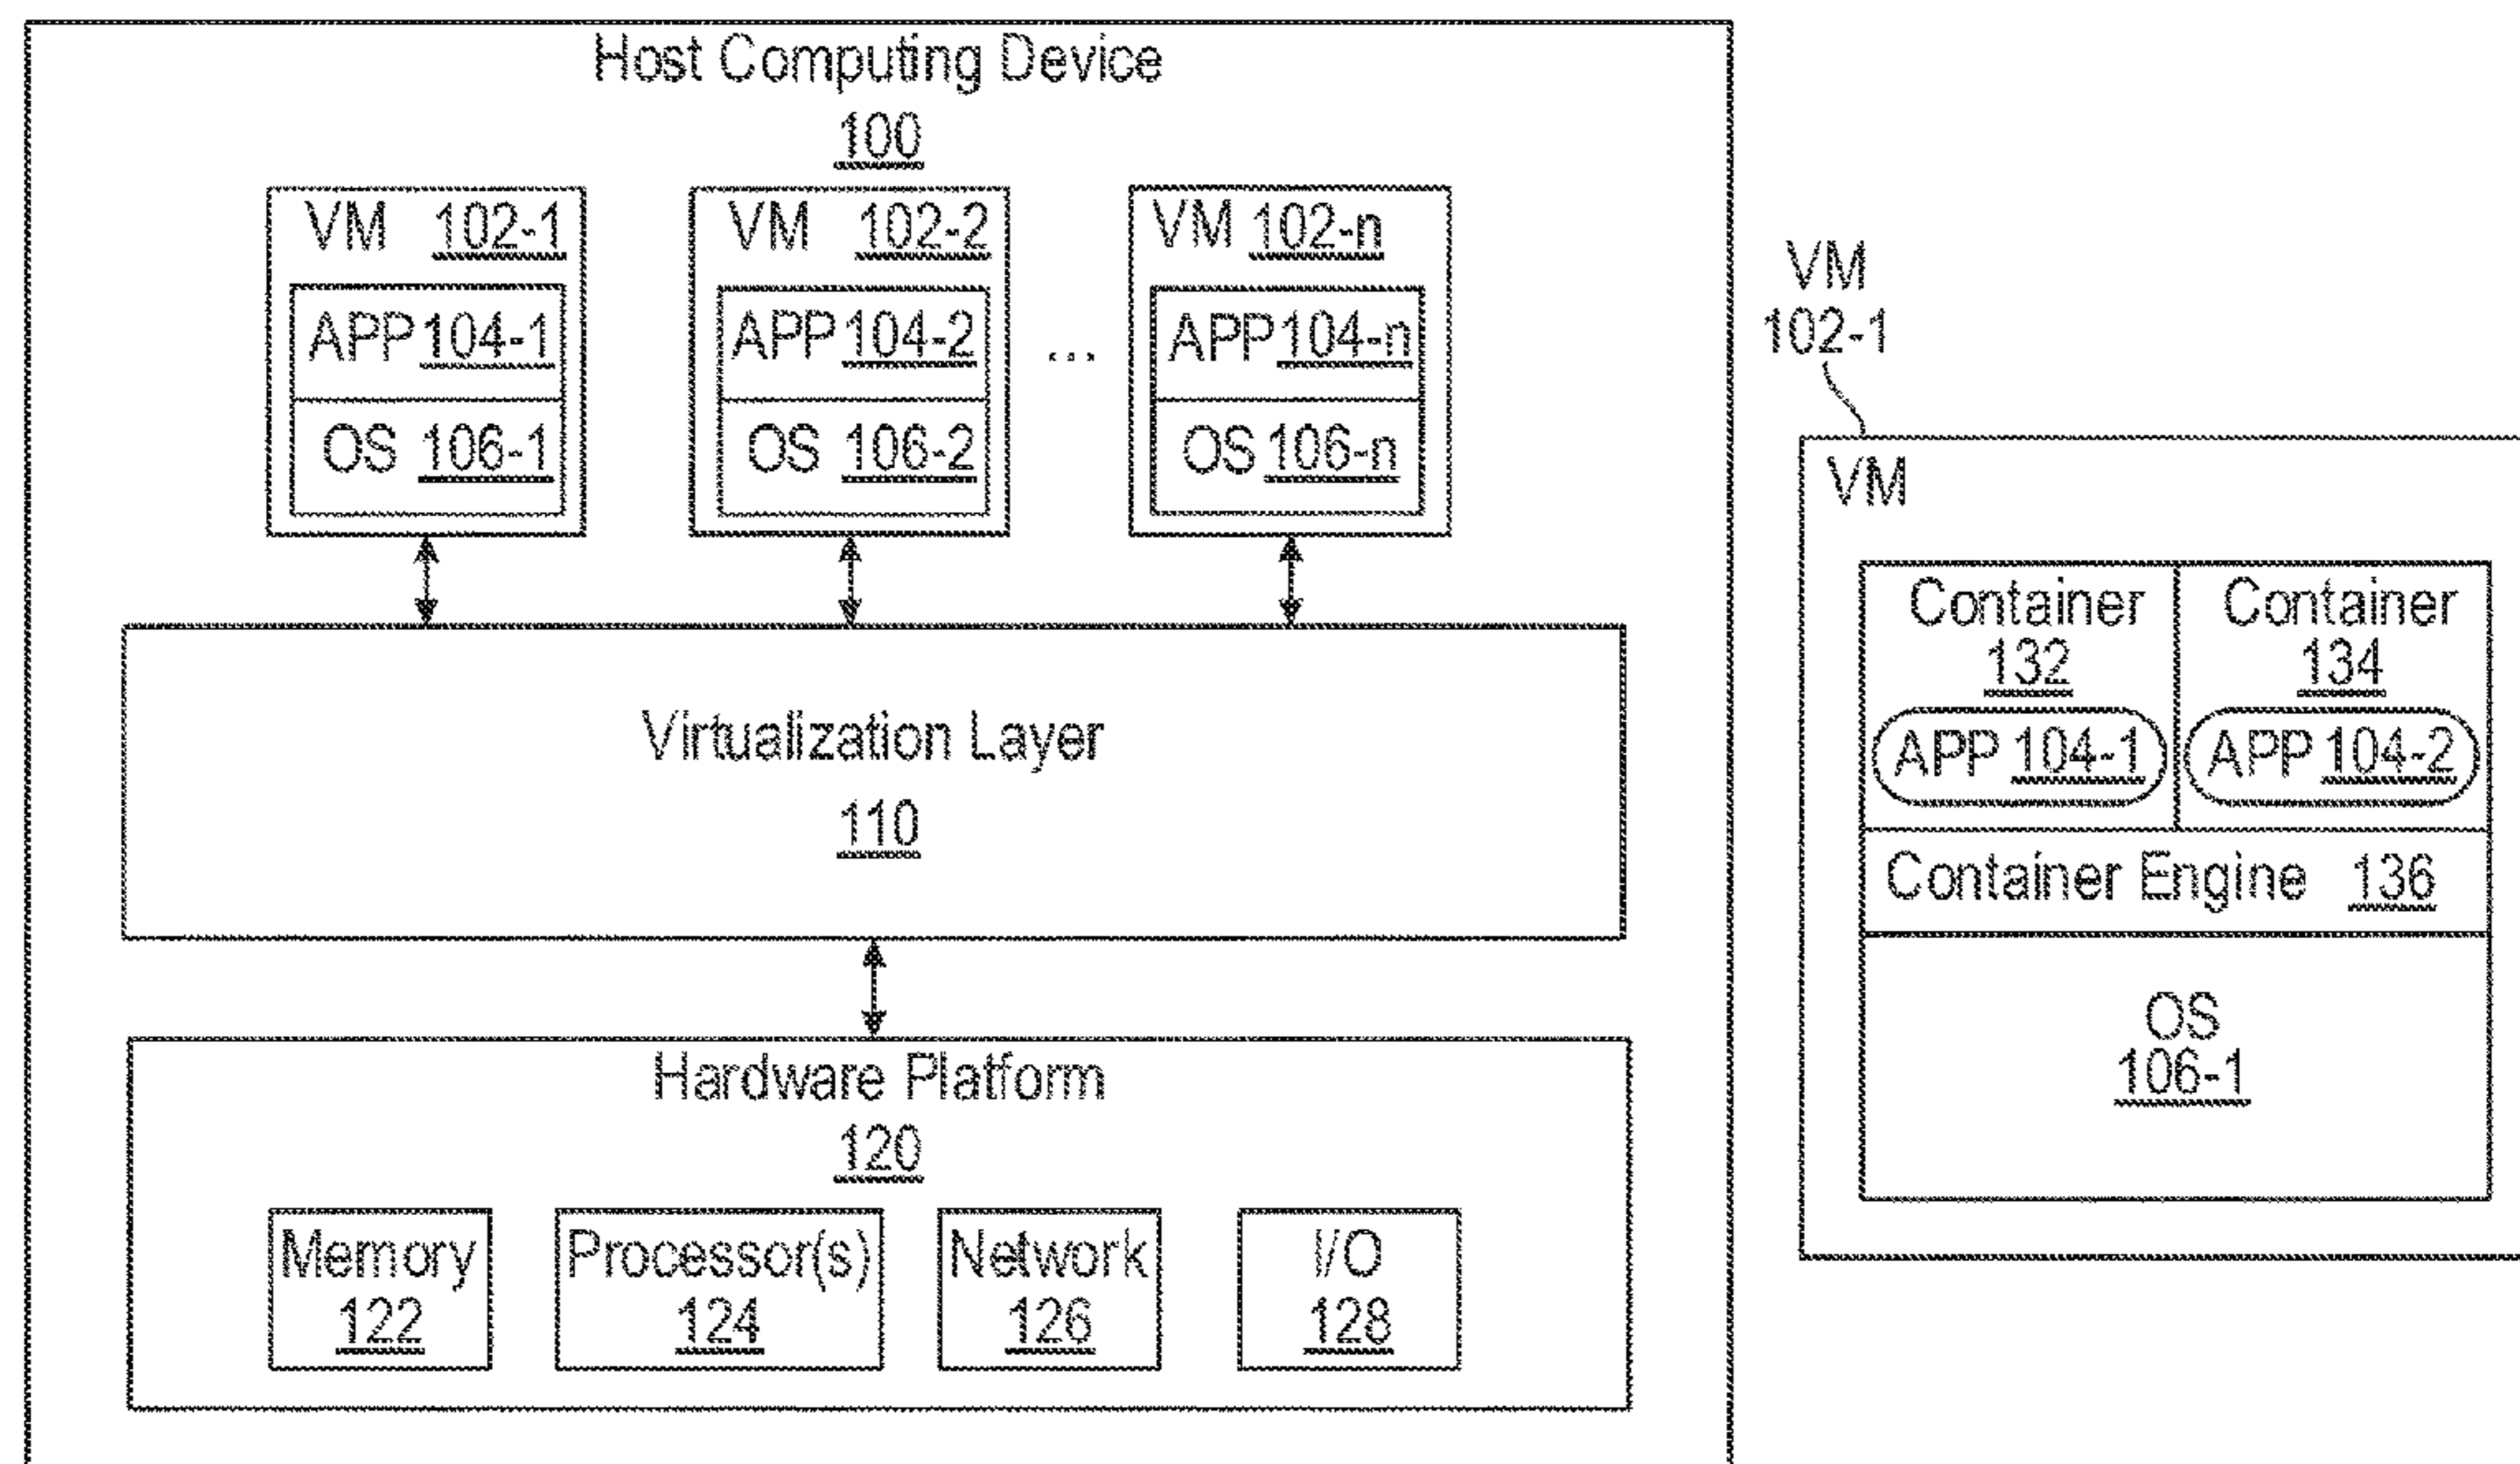 Host Computing Device
100
VM 102-1
APP 104-1
OS 106-1
VM 102-2
APP 104-2
OS 106-2
...
VM 102-n
APP 104-n
OS 106-n
Virtualization Layer
110
Hardware Platform
120
Memory
122
Processor(s)
124
Network
126
I/O
128
VM
102-1
VM
Container
132
APP 104-1
Container
134
APP 104-2
Container Engine 136
OS
106-1